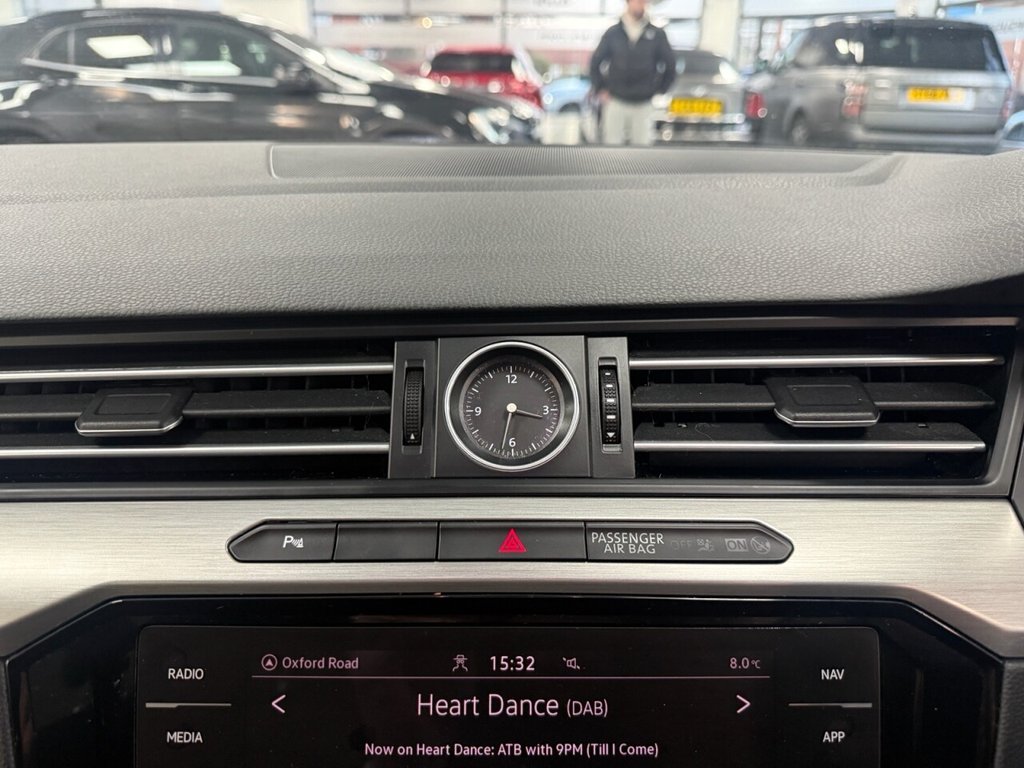 12
9 3
6
P
PASSENGER
AIR BAG OFF ON
RADIO
MEDIA
Oxford Road 15:32 8.0°C
Heart Dance (DAB)
Now on Heart Dance: ATB with 9PM (Till I Come)
NAV
APP